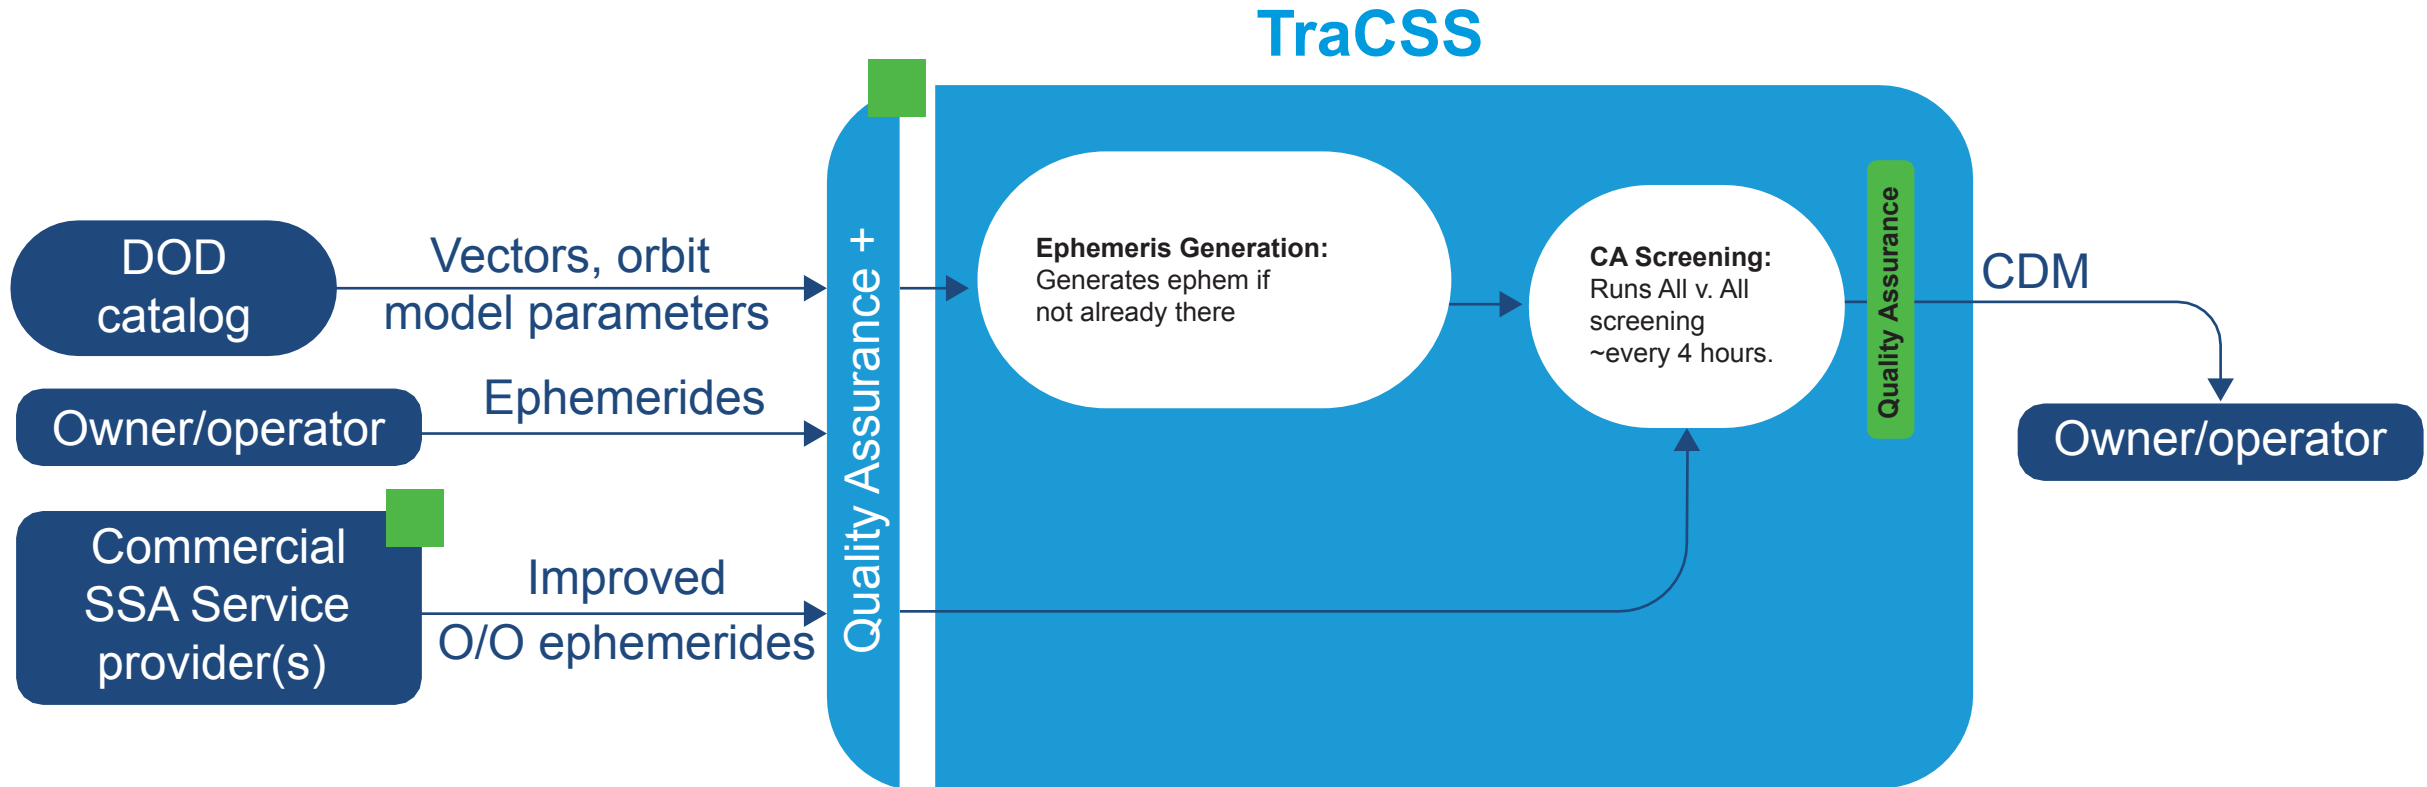 TraCSS
DOD
catalog
Vectors, orbit
model parameters
Owner/operator
Ephemerides
Commercial
SSA Service
provider(s)
Improved
O/O ephemerides
Quality Assurance +
Ephemeris Generation:
Generates ephem if
not already there
CA Screening:
Runs All v. All
screening
~every 4 hours.
Quality Assurance
CDM
Owner/operator